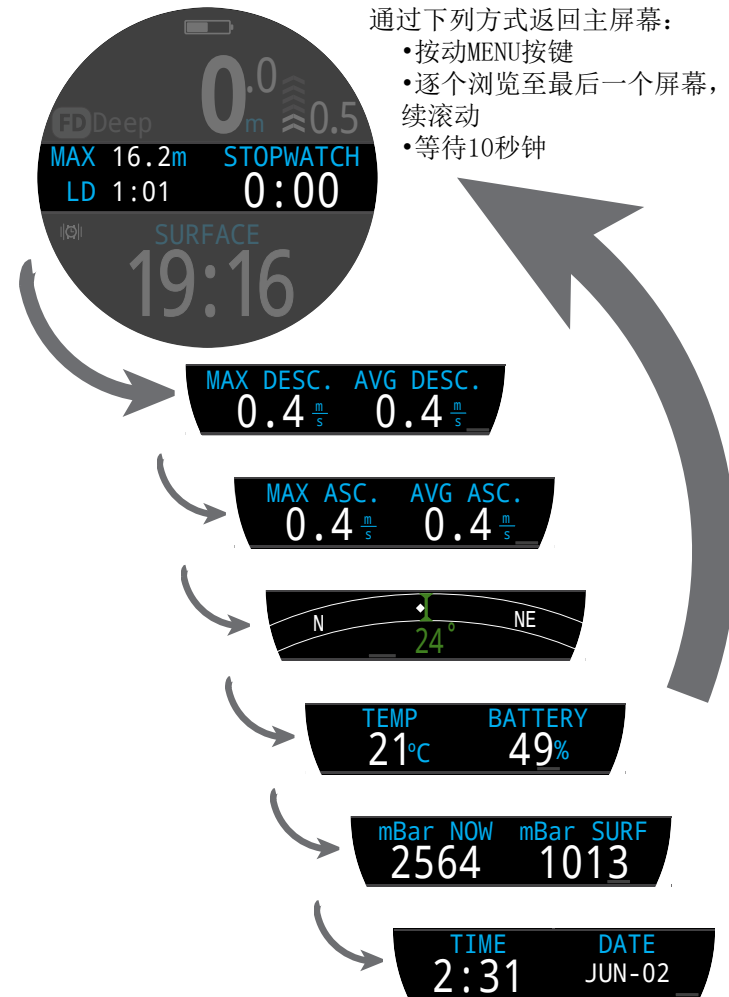 通过下列方式返回主屏幕：
•按动MENU按键
•逐个浏览至最后一个屏幕，
续滚动
•等待10秒钟
0.0
m
0.5
FD Deep
MAX 16.2m STOPWATCH
LD 1:01 0:00
SURFACE
19:16
MAX DESC. AVG DESC.
0.4 m/s 0.4 m/s
MAX ASC. AVG ASC.
0.4 m/s 0.4 m/s
N NE
24°
TEMP BATTERY
21°C 49%
mBar NOW mBar SURF
2564 1013
TIME DATE
2:31 JUN-02